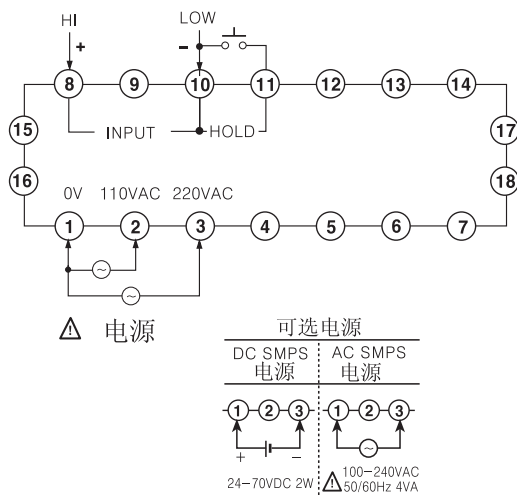 HI LOW
+ -
8 9 10 11 12 13 14
INPUT HOLD
15 17
16 18
0V 110VAC 220VAC
1 2 3 4 5 6 7
~
~
⚠ 电源
可选电源
DC SMPS AC SMPS
电源 电源
1 2 3 1 2 3
+ - ~
24-70VDC 2W ⚠ 100-240VAC
50/60Hz 4VA